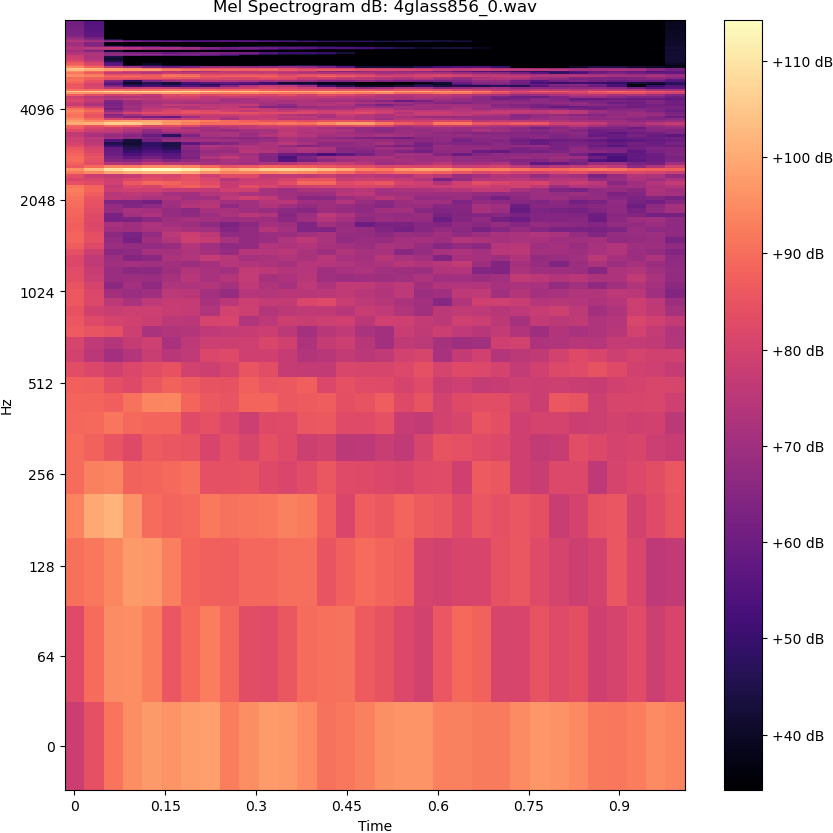 Mel Spectrogram dB: 4glass856_0.wav
4096
2048
1024
512
256
128
64
0
Hz
0
0.15
0.3
0.45
0.6
0.75
0.9
Time
+110 dB
+100 dB
+90 dB
+80 dB
+70 dB
+60 dB
+50 dB
+40 dB